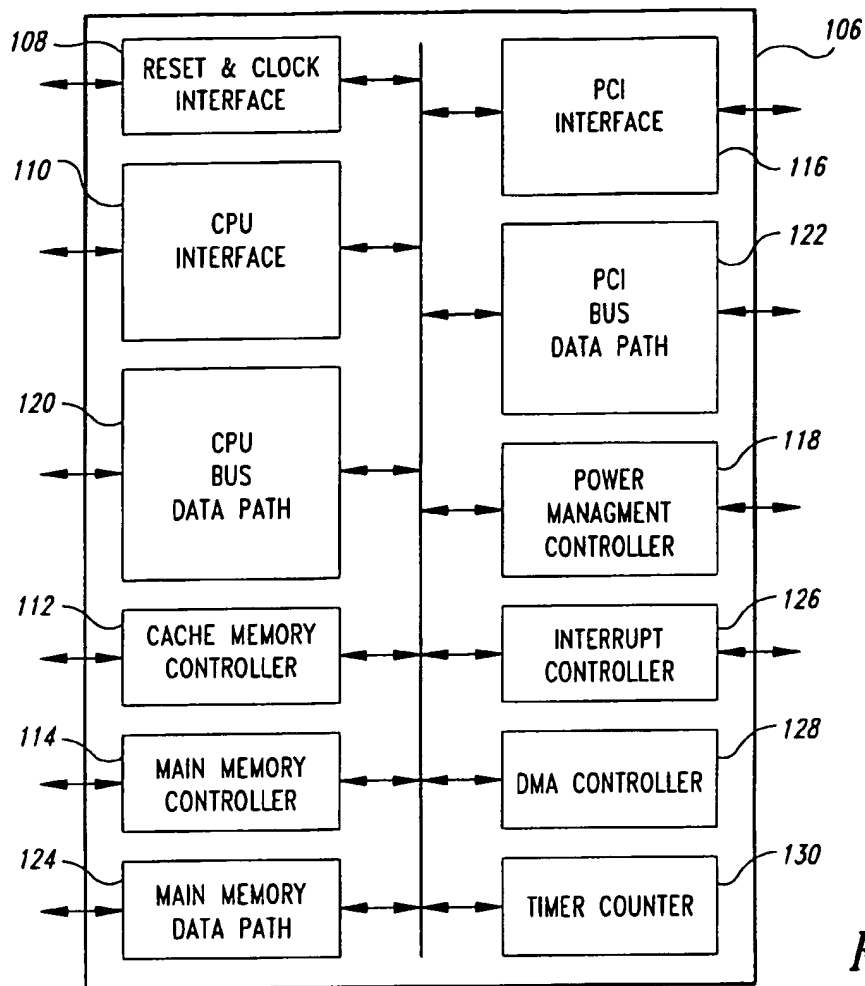 108
RESET & CLOCK
INTERFACE
106
PCI
INTERFACE
116
110
CPU
INTERFACE
122
PCI
BUS
DATA PATH
120
CPU
BUS
DATA PATH
118
POWER
MANAGMENT
CONTROLLER
112
CACHE MEMORY
CONTROLLER
126
INTERRUPT
CONTROLLER
114
MAIN MEMORY
CONTROLLER
128
DMA CONTROLLER
124
MAIN MEMORY
DATA PATH
130
TIMER COUNTER